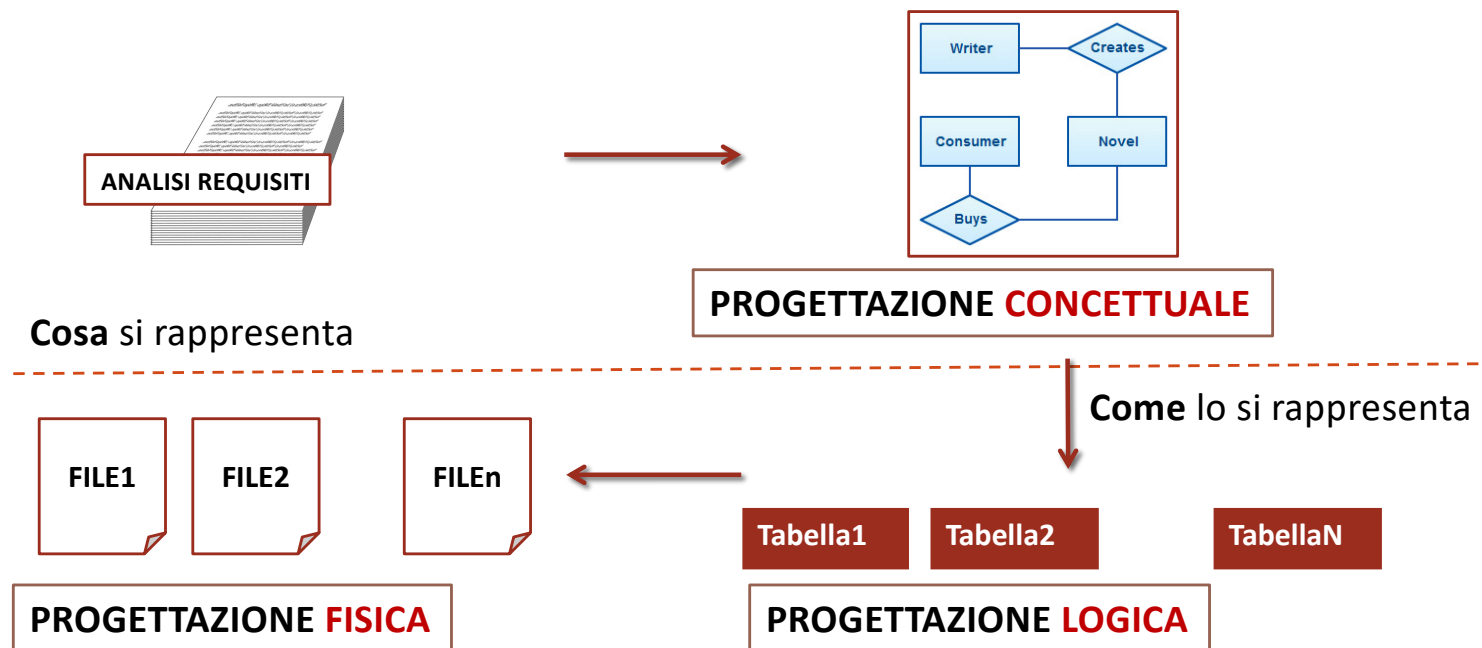 Writer
Creates
ANALISI REQUISITI
Consumer
Novel
Buys
PROGETTAZIONE CONCETTUALE
Cosa si rappresenta
Come lo si rappresenta
FILE1
FILE2
FILEn
Tabella1
Tabella2
TabellaN
PROGETTAZIONE FISICA
PROGETTAZIONE LOGICA